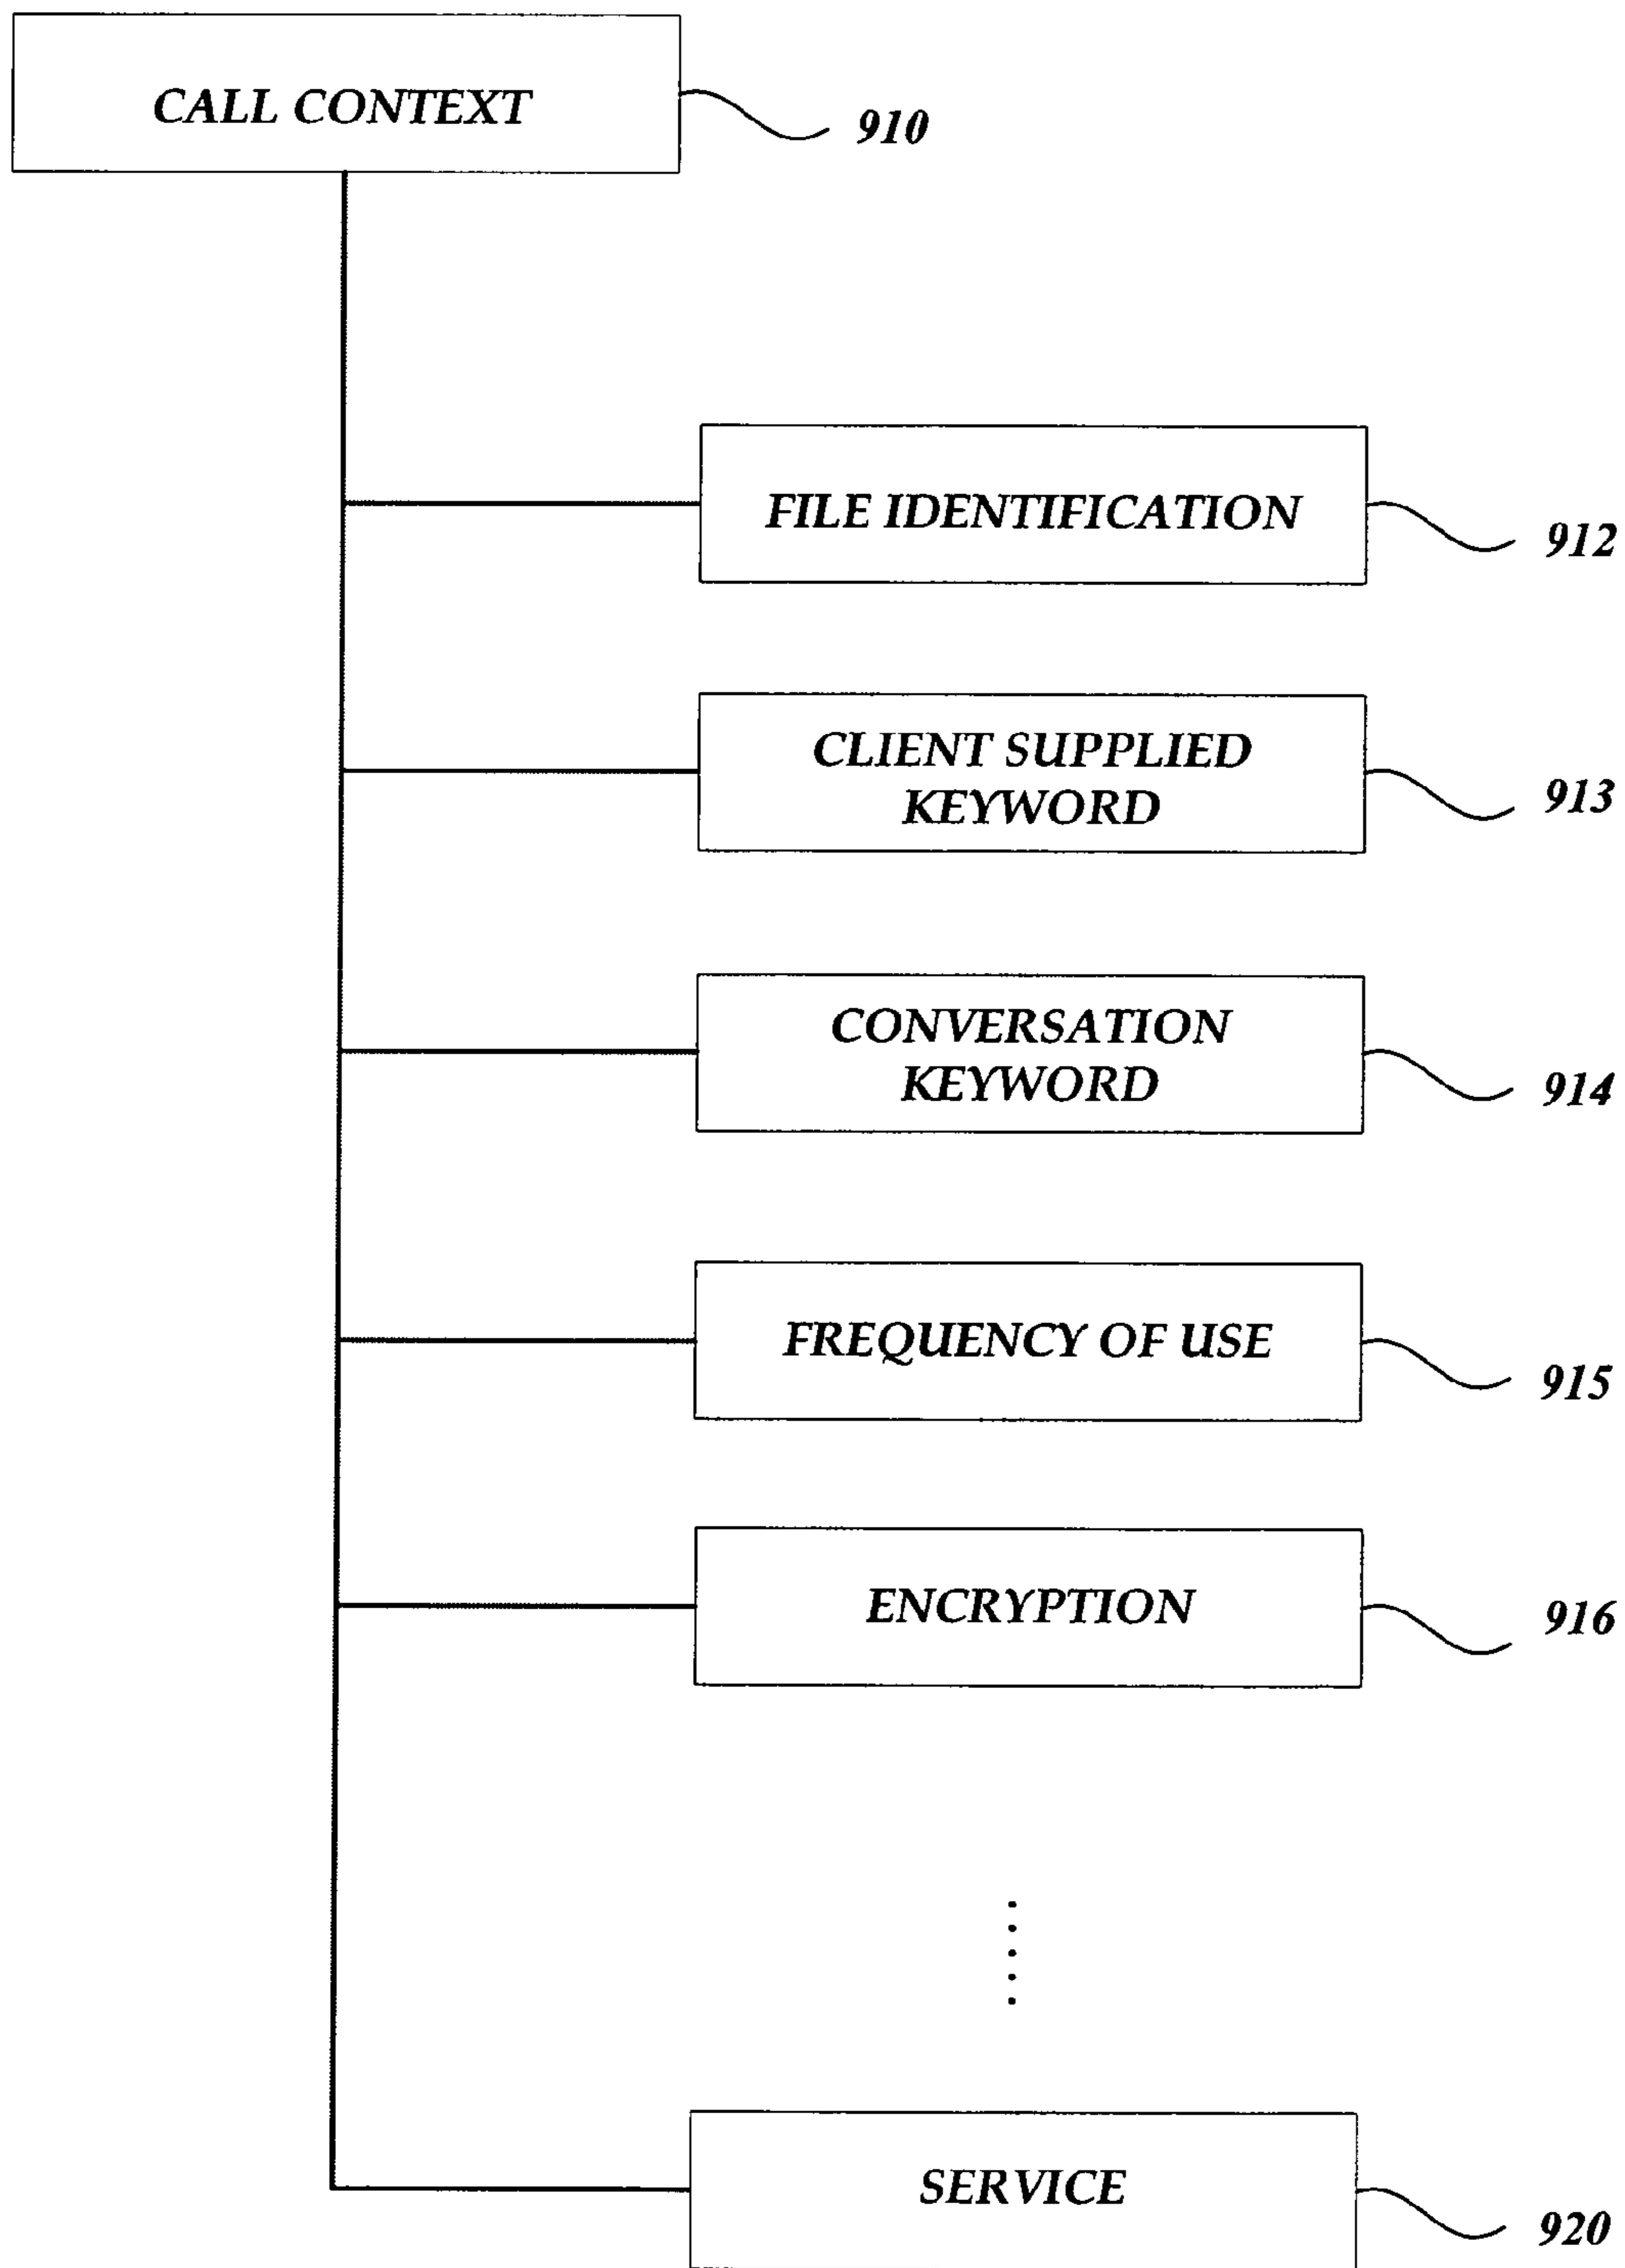 CALL CONTEXT
910
FILE IDENTIFICATION
912
CLIENT SUPPLIED
KEYWORD
913
CONVERSATION
KEYWORD
914
FREQUENCY OF USE
915
ENCRYPTION
916
SERVICE
920